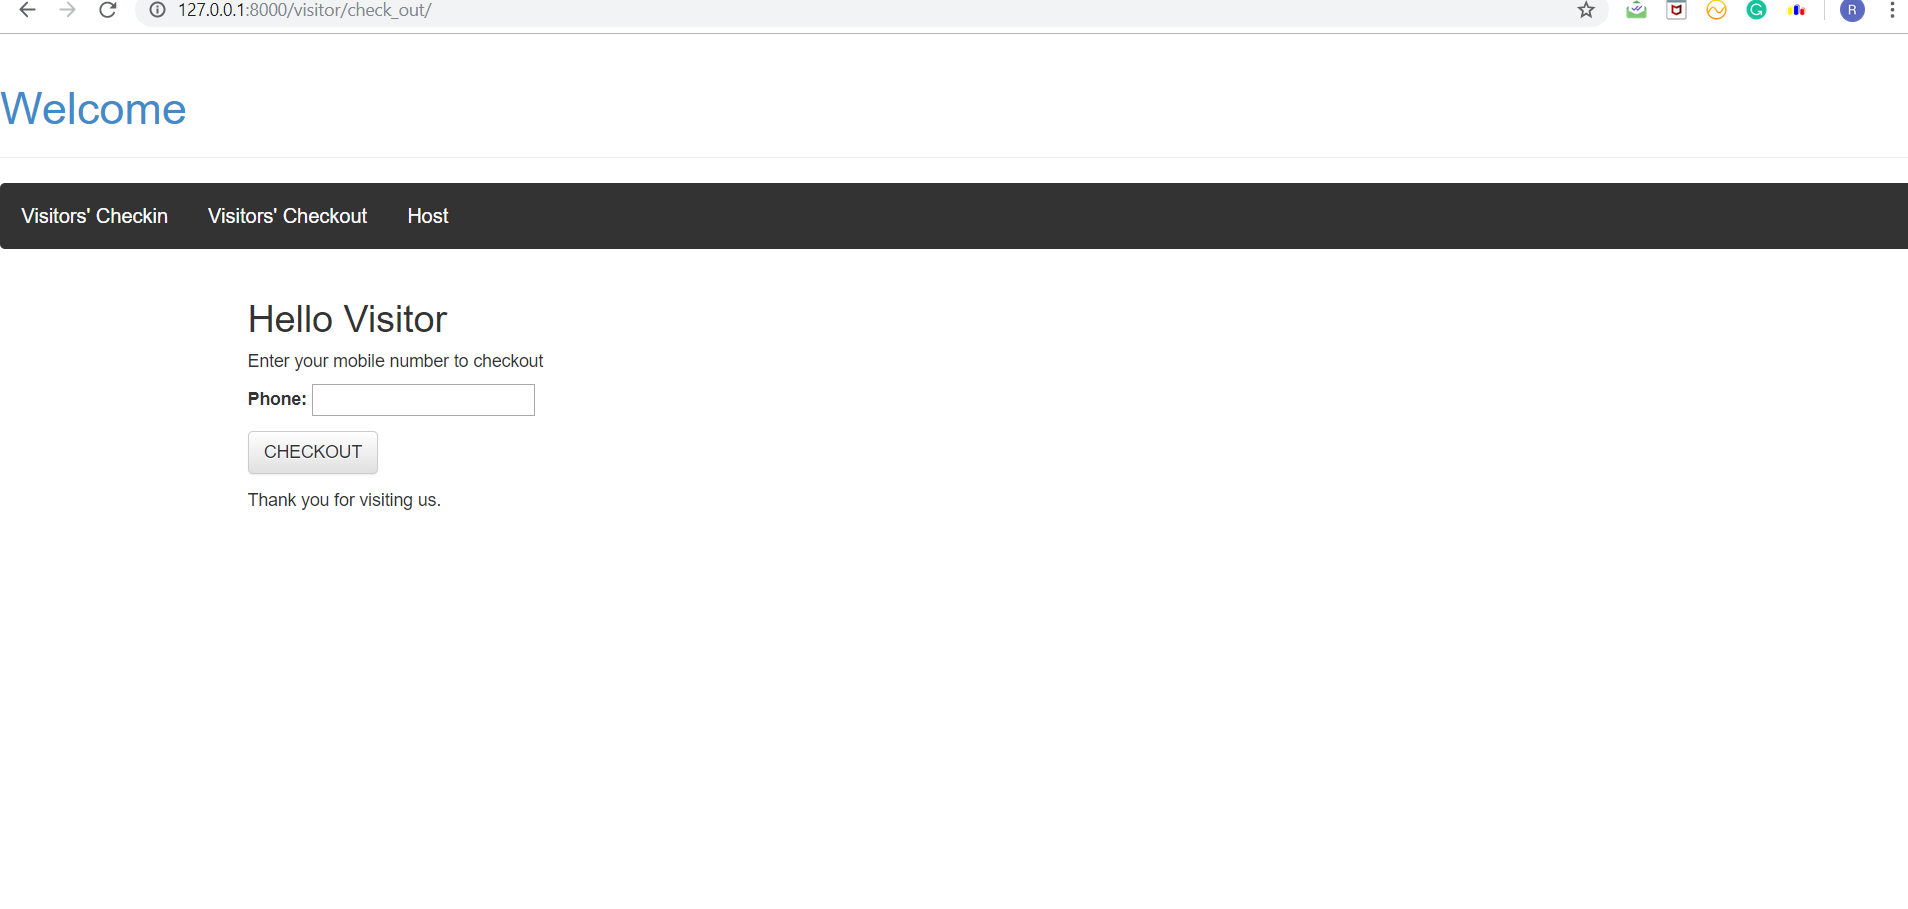 127.0.0.1:8000/visitor/check_out/
R
Welcome
Visitors' Checkin Visitors' Checkout Host
Hello Visitor
Enter your mobile number to checkout
Phone:
CHECKOUT
Thank you for visiting us.